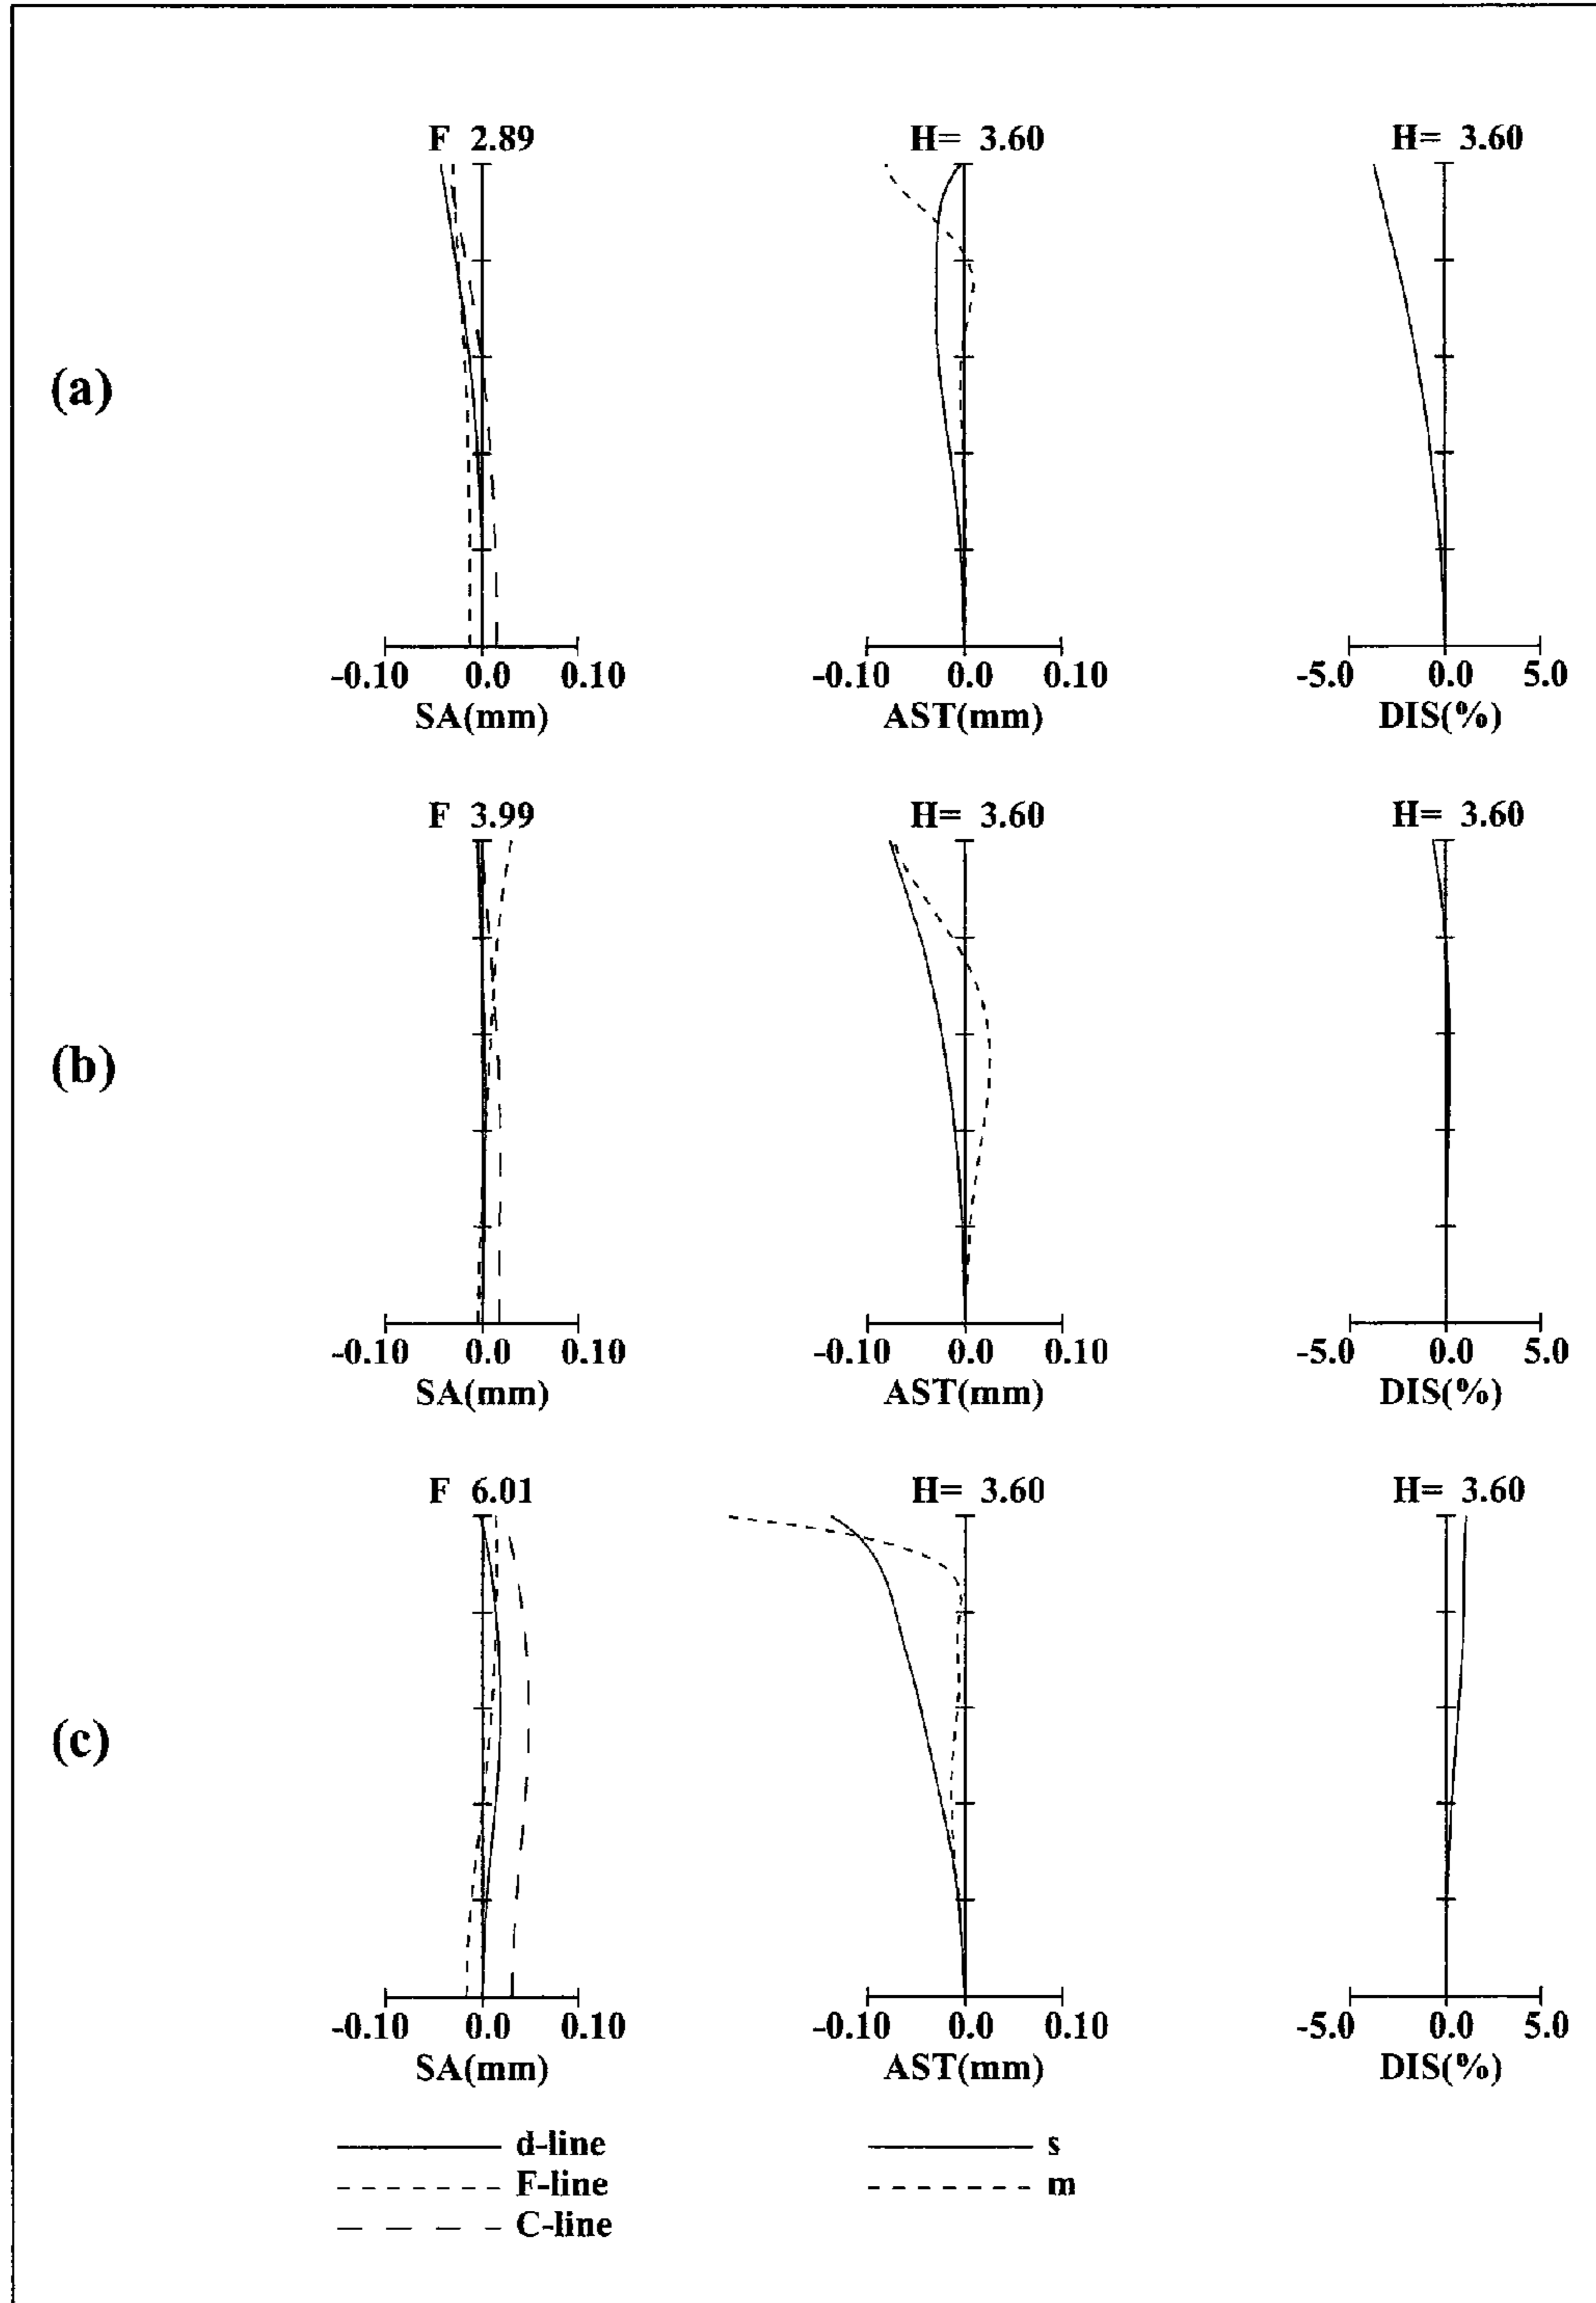 F 2.89 H= 3.60 H= 3.60
(a)
-0.10 0.0 0.10 -0.10 0.0 0.10 -5.0 0.0 5.0
SA(mm) AST(mm) DIS(%)
F 3.99 H= 3.60 H= 3.60
(b)
-0.10 0.0 0.10 -0.10 0.0 0.10 -5.0 0.0 5.0
SA(mm) AST(mm) DIS(%)
F 6.01 H= 3.60 H= 3.60
(c)
-0.10 0.0 0.10 -0.10 0.0 0.10 -5.0 0.0 5.0
SA(mm) AST(mm) DIS(%)
d-line s
F-line m
C-line